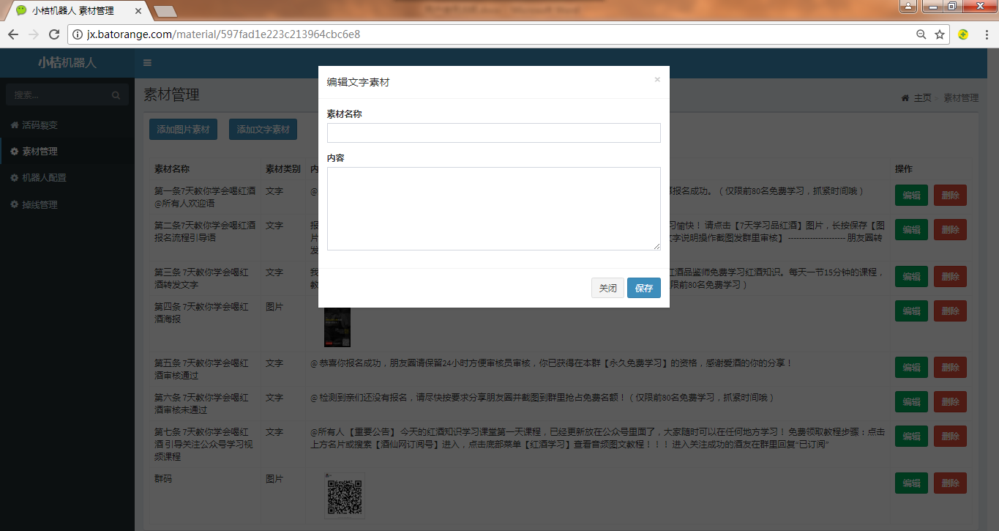 小桔机器人 素材管理
jx.batorange.com/material/597fad1e223c213964cbc6e8
小桔机器人
搜索...
活码裂变
素材管理
机器人配置
掉线管理
素材管理
主页 > 素材管理
添加图片素材 添加文字素材
编辑文字素材 ×
素材名称
内容
关闭 保存
素材名称 素材类别 内 操作
第一条7天教你学会喝红酒 文字 @ 报名成功。（仅限前80名免费学习，抓紧时间哦） 编辑 删除
@所有人欢迎语
第二条7天教你学会喝红酒 文字 报 习愉快！ 请点击【7天学习品红酒】图片，长按保存【图 编辑 删除
报名流程引导语 片 文字说明操作截图发群里审核】 --------------------- 朋友圈转
发
第三条 7天教你学会喝红 文字 我 红酒品鉴师免费学习红酒知识。每天一节15分钟的课程， 编辑 删除
酒转发文字 教 限前80名免费学习）
第四条 7天教你学会喝红 图片 编辑 删除
酒海报
第五条 7天教你学会喝红 文字 @ 恭喜你报名成功，朋友圈请保留24小时方便审核员审核，你已获得在本群【永久免费学习】的资格，感谢爱酒的你的分享！ 编辑 删除
酒审核通过
第六条 7天教你学会喝红 文字 @ 检测到亲们还没有报名，请尽快按要求分享朋友圈并截图到群里抢占免费名额！（仅限前80名免费学习，抓紧时间哦） 编辑 删除
酒审核未通过
第七条 7天教你学会喝红 文字 @所有人 【重要公告】 今天的红酒知识学习课堂第一天课程，已经更新放在公众号里面了，大家随时可以在任何地方学习！ 免费领取教程步骤：点击 编辑 删除
酒 引导关注公众号学习视 上方名片或搜索【酒仙网订阅号】进入，点击底部菜单【红酒学习】查看音频图文教程！！！ 进入关注成功的酒友在群里回复“已订阅”
频课程
群码 图片 编辑 删除